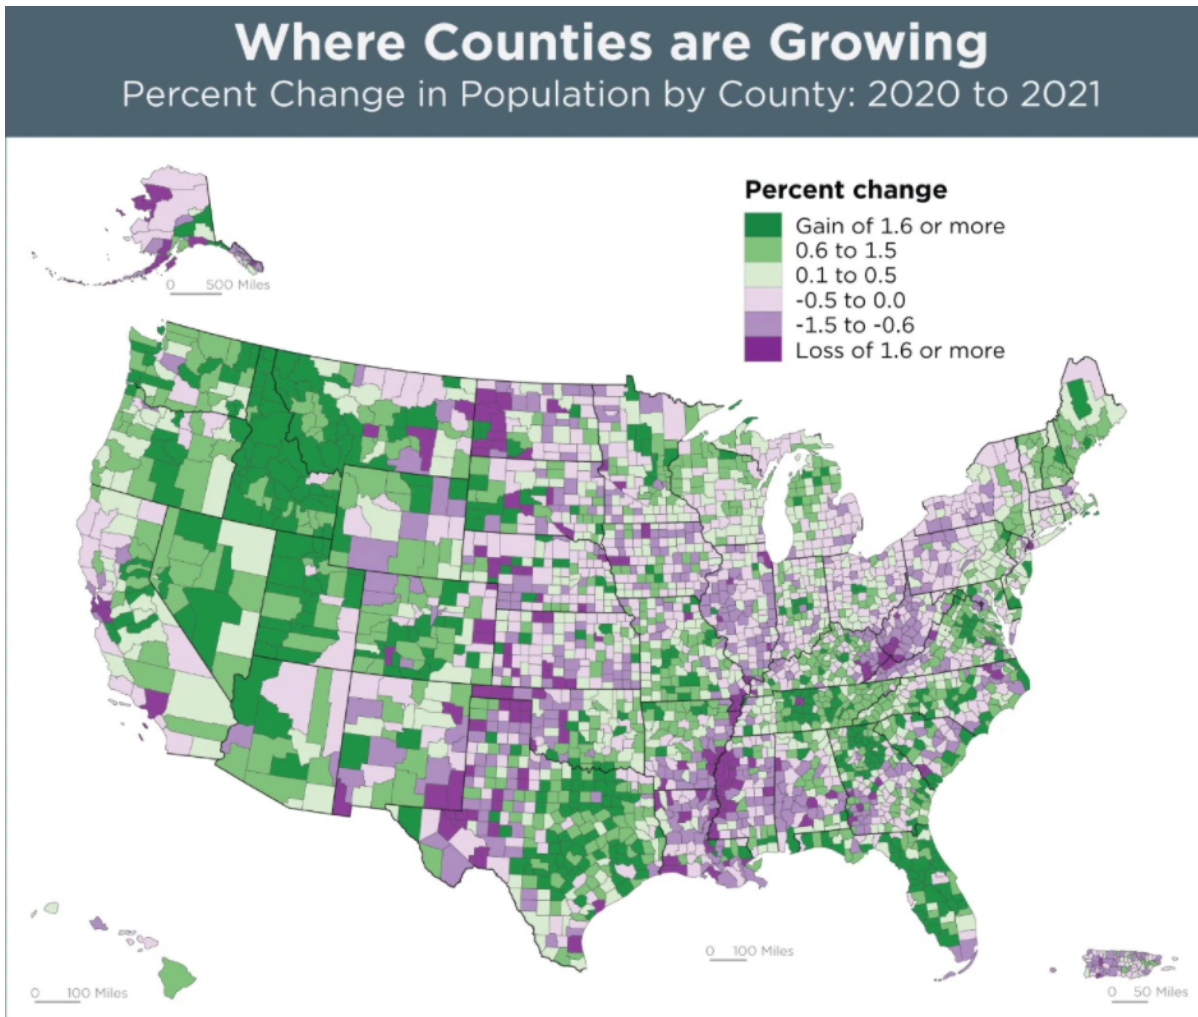 Where Counties are Growing
Percent Change in Population by County: 2020 to 2021
Percent change
Gain of 1.6 or more
0.6 to 1.5
0.1 to 0.5
-0.5 to 0.0
-1.5 to -0.6
Loss of 1.6 or more
0 500 Miles
0 100 Miles
0 100 Miles
0 50 Miles